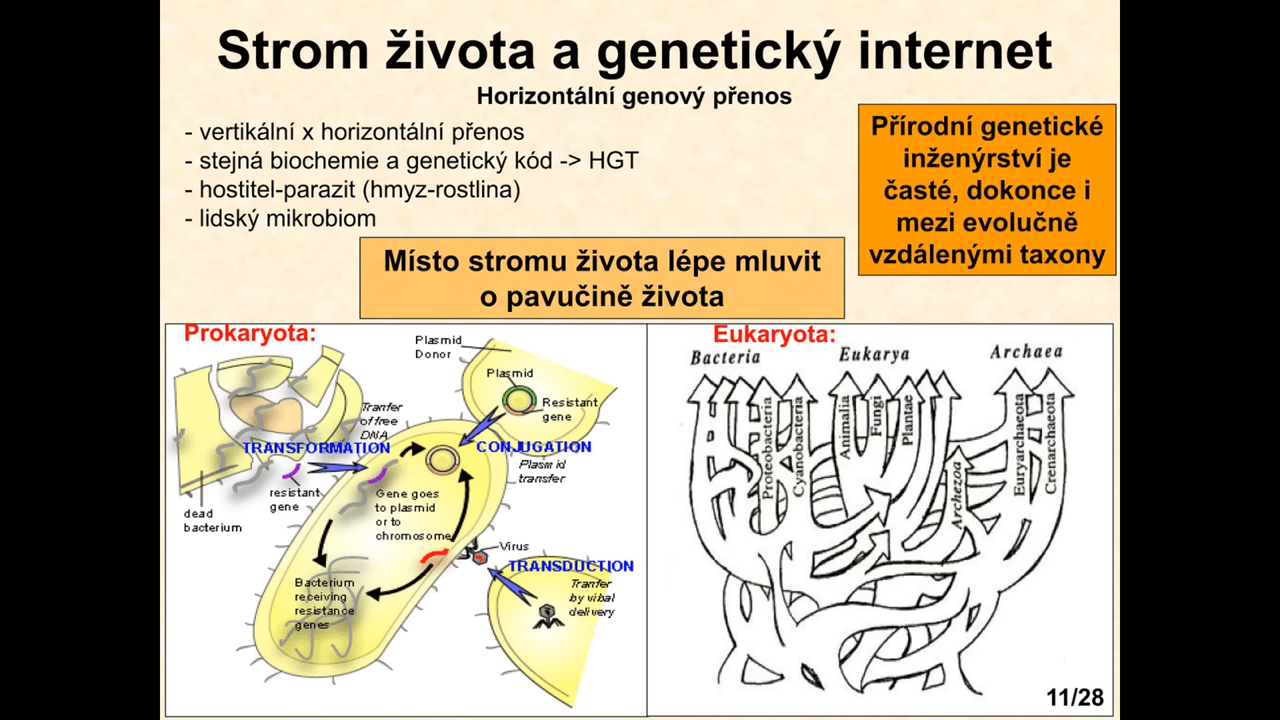 Strom života a genetický internet
Horizontální genový přenos
- vertikální x horizontální přenos
- stejná biochemie a genetický kód -> HGT
- hostitel-parazit (hmyz-rostlina)
- lidský mikrobiom
Přírodní genetické
inženýrství je
časté, dokonce i
mezi evolučně
vzdálenými taxony
Místo stromu života lépe mluvit
o pavučině života
Prokaryota:
Plasmid
Donor
Plasmid
Resistant
gene
Tranfer
of free
DNA
TRANSFORMATION
CONJUGATION
Plasmid
transfer
resistant
gene
dead
bacterium
Gene goes
to plasmid
or to
chromosome
Virus
TRANSDUCTION
Tranfer
by viral
delivery
Bacterium
receiving
resistance
genes
Eukaryota:
Bacteria
Eukarya
Archaea
Proteobacteria
Cyanobacteria
Animalia
Fungi
Plantae
Archezoa
Euryarchaeota
Crenarchaeota
11/28